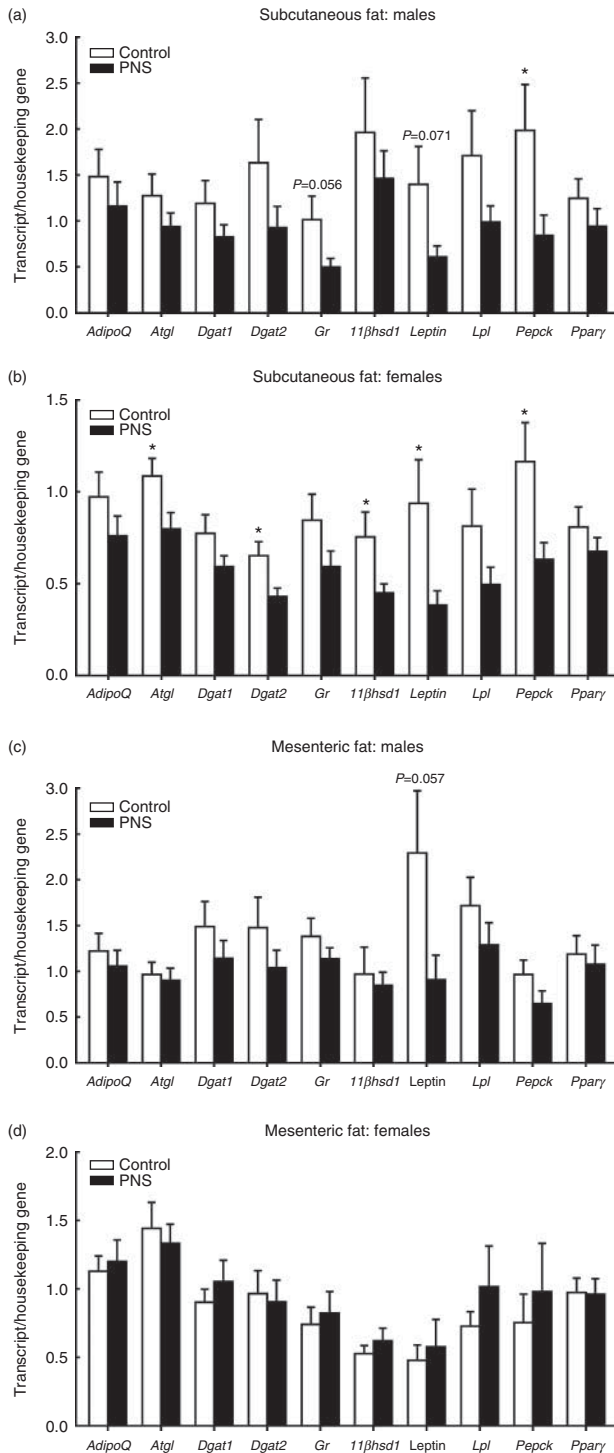 (a) Subcutaneous fat: males
Transcript/housekeeping gene
3.0
2.5
2.0
1.5
1.0
0.5
0.0
Control
PNS
P=0.056
P=0.071
*
AdipoQ Atgl Dgat1 Dgat2 Gr 11βhsd1 Leptin Lpl Pepck Pparγ
(b) Subcutaneous fat: females
Transcript/housekeeping gene
1.5
1.0
0.5
0.0
Control
PNS
* * * * *
AdipoQ Atgl Dgat1 Dgat2 Gr 11βhsd1 Leptin Lpl Pepck Pparγ
(c) Mesenteric fat: males
Transcript/housekeeping gene
3.0
2.5
2.0
1.5
1.0
0.5
0.0
Control
PNS
P=0.057
AdipoQ Atgl Dgat1 Dgat2 Gr 11βhsd1 Leptin Lpl Pepck Pparγ
(d) Mesenteric fat: females
Transcript/housekeeping gene
2.0
1.5
1.0
0.5
0.0
Control
PNS
AdipoQ Atgl Dgat1 Dgat2 Gr 11βhsd1 Leptin Lpl Pepck Pparγ